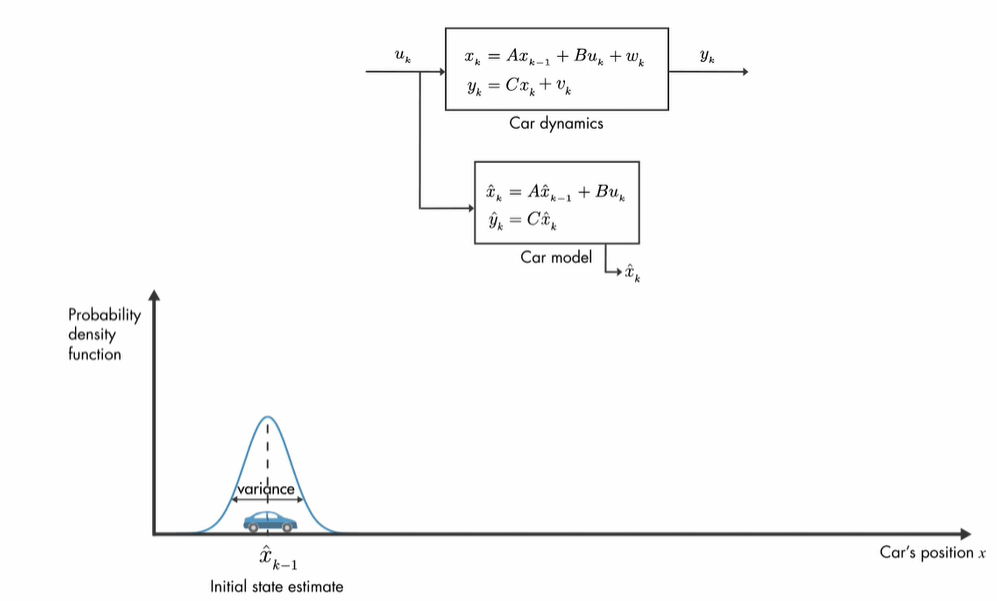 u_k
x_k = Ax_{k-1} + Bu_k + w_k
y_k = Cx_k + v_k
y_k
Car dynamics
x̂_k = Ax̂_{k-1} + Bu_k
ŷ_k = Cx̂_k
Car model
x̂_k
Probability
density
function
variance
x̂_{k-1}
Initial state estimate
Car's position x